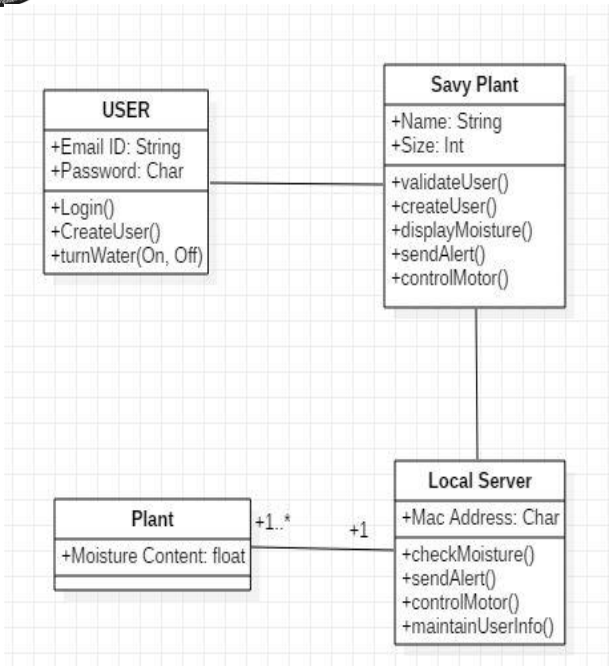 USER
+Email ID: String
+Password: Char
+Login()
+CreateUser()
+turnWater(On, Off)
Savy Plant
+Name: String
+Size: Int
+validateUser()
+createUser()
+displayMoisture()
+sendAlert()
+controlMotor()
Plant
+Moisture Content: float
+1..*
+1
Local Server
+Mac Address: Char
+checkMoisture()
+sendAlert()
+controlMotor()
+maintainUserInfo()